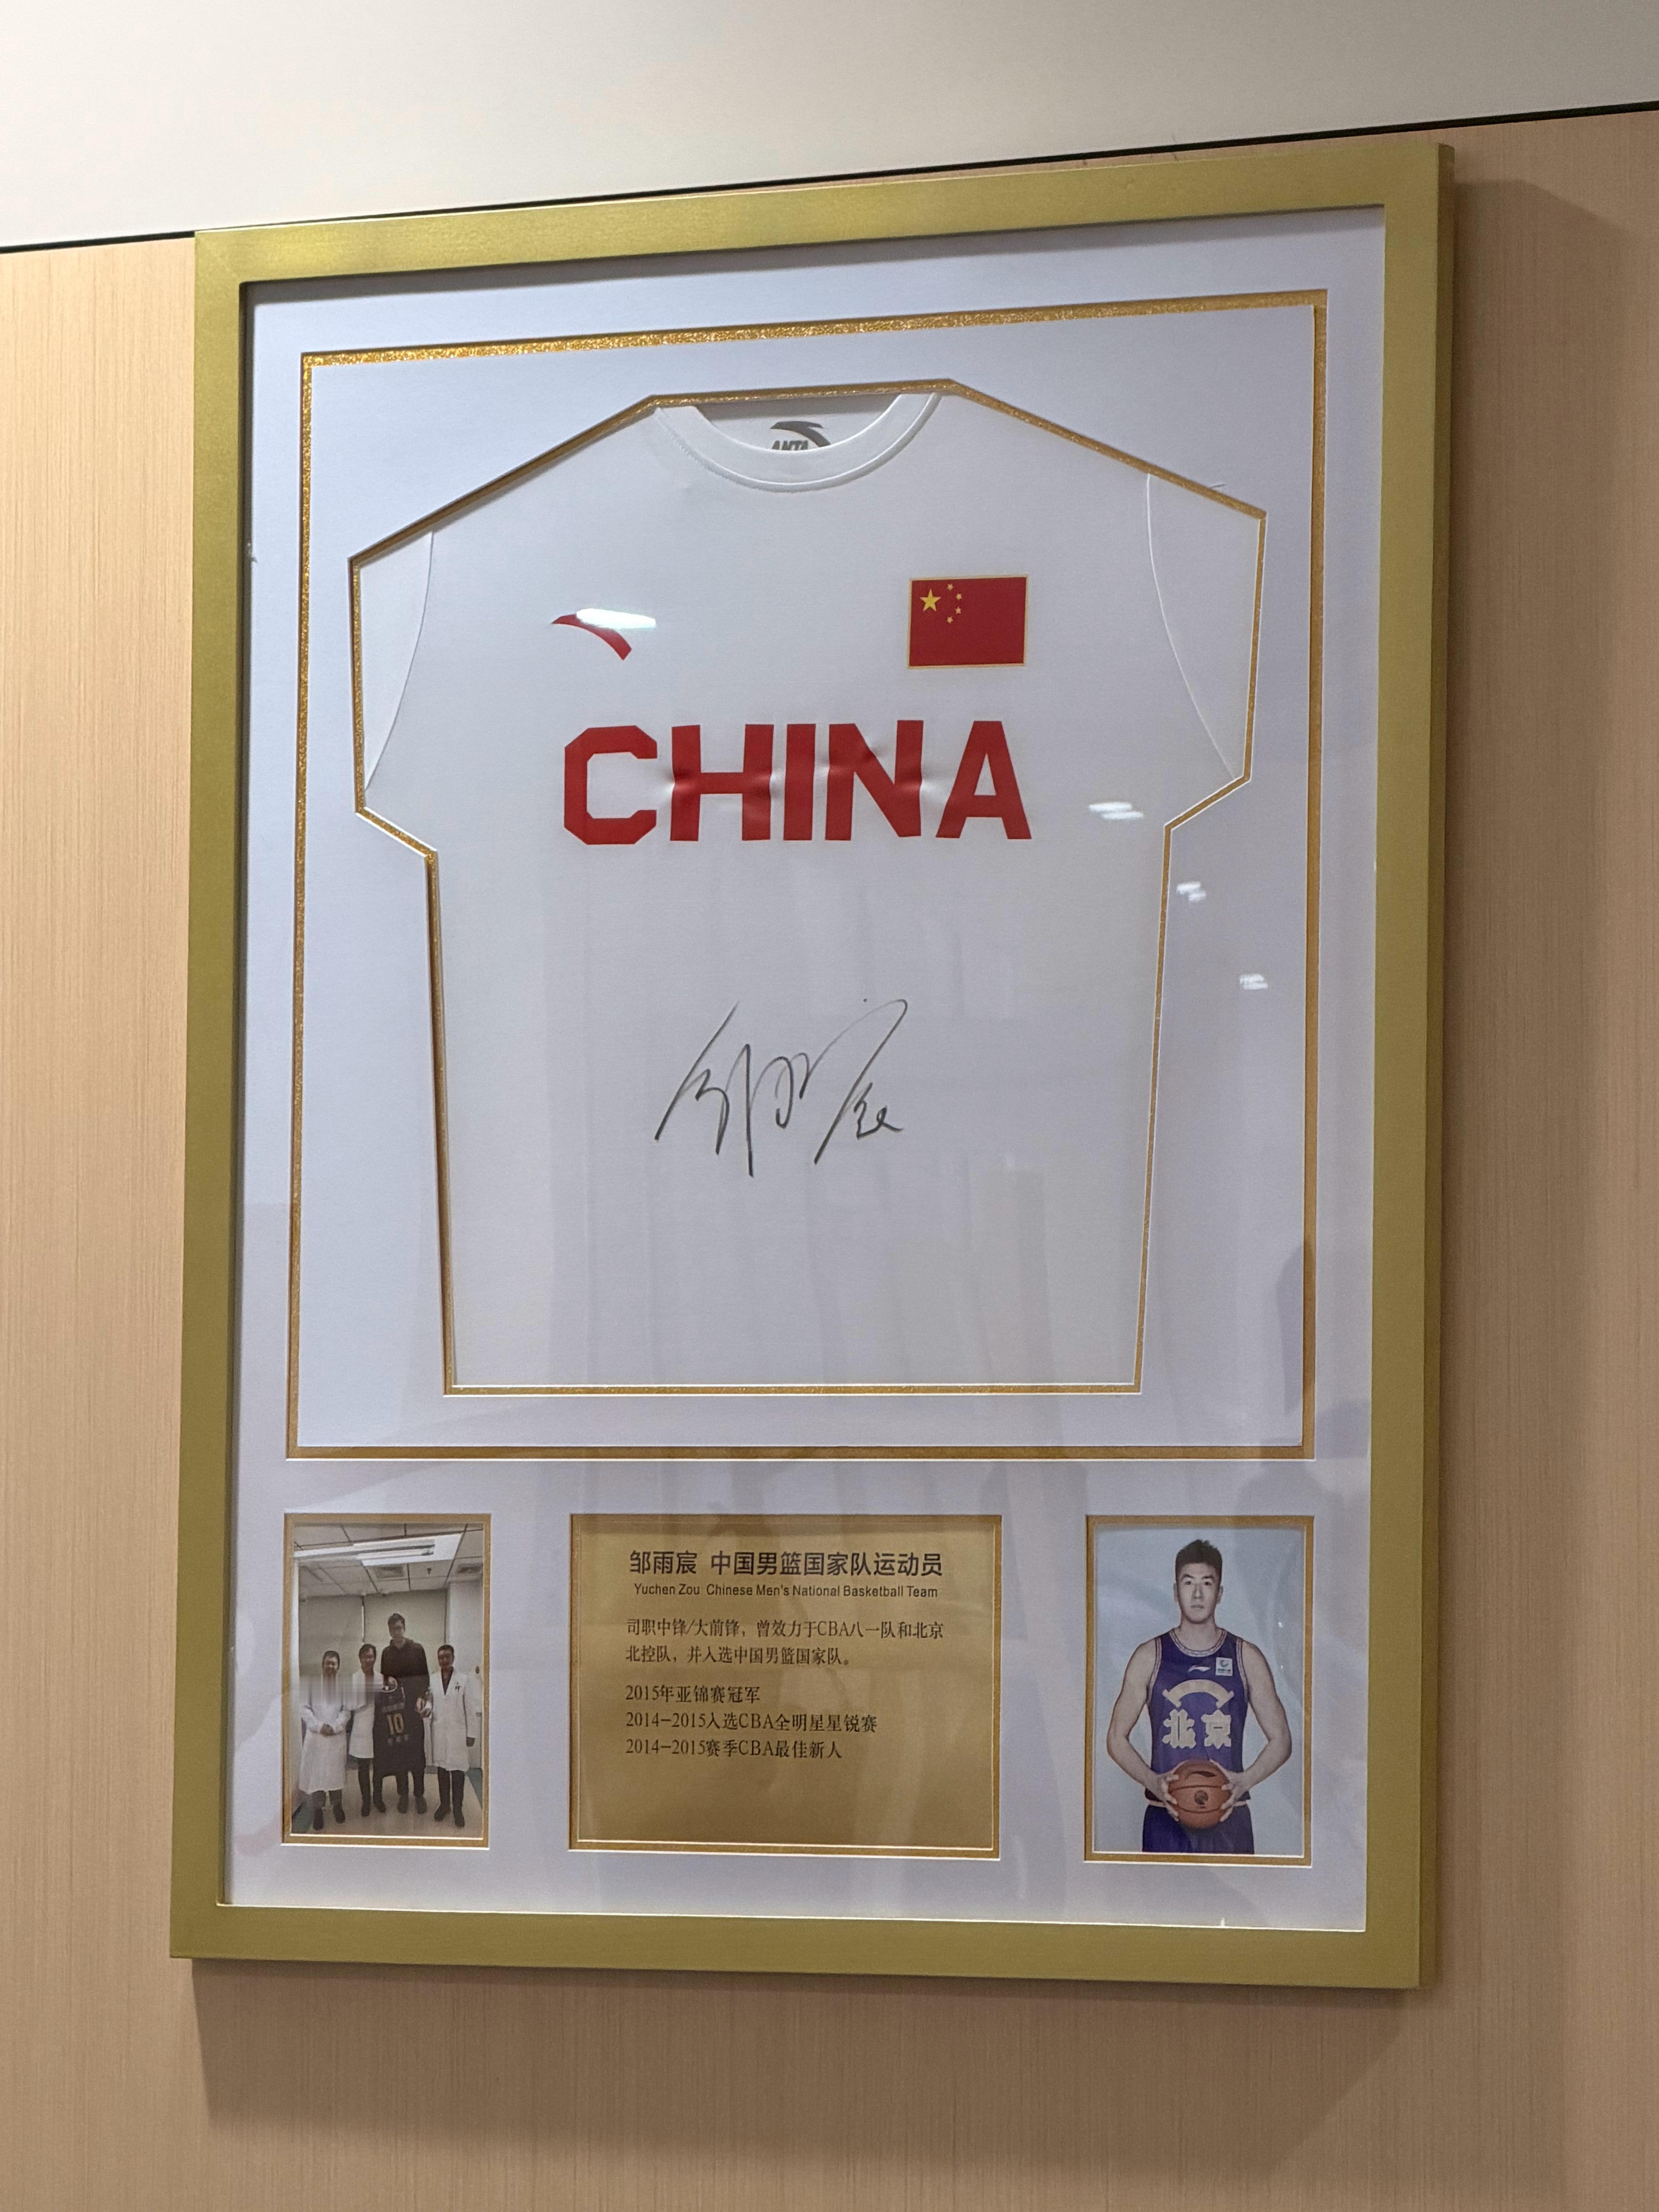 ANTA
CHINA
邹雨宸
邹雨宸 中国男篮国家队运动员
Yuchen Zou Chinese Men's National Basketball Team
司职中锋/大前锋，曾效力于CBA八一队和北京
北控队，并入选中国男篮国家队。
2015年亚锦赛冠军
2014-2015入选CBA全明星星锐赛
2014-2015赛季CBA最佳新人
10
北京